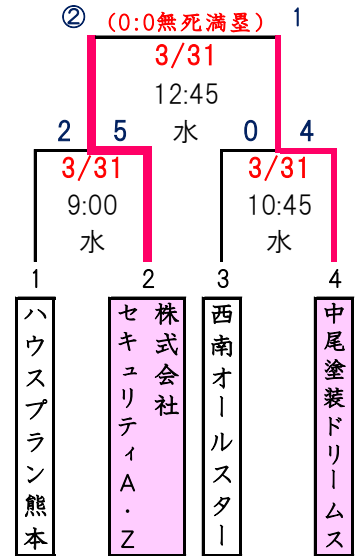 ② (0:0無死満塁) 1
3/31
12:45
水
2 5 0 4
3/31 3/31
9:00 10:45
水 水
1 2 3 4
ハウスプラン熊本
株式会社
セキュリティA・Z
西南オールスター
中尾塗装ドリームス